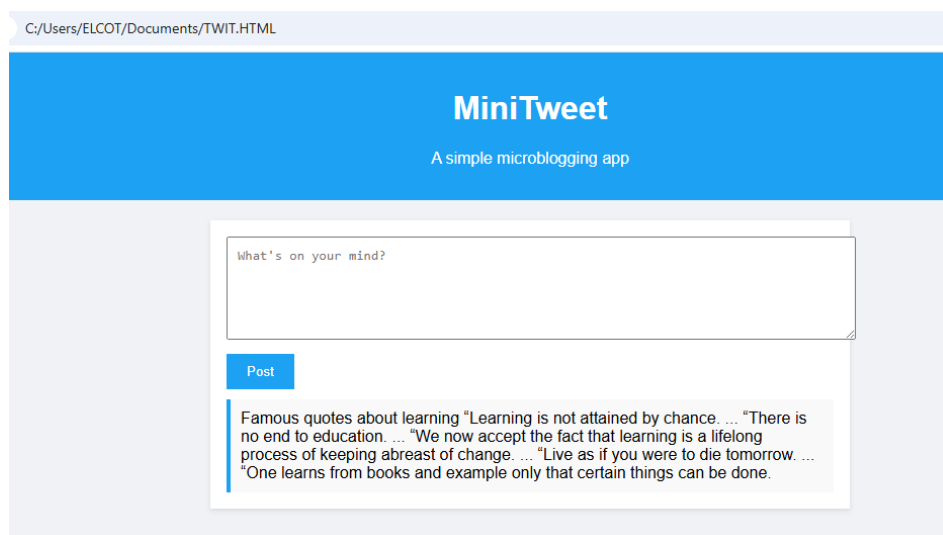 C:/Users/ELCOT/Documents/TWIT.HTML
MiniTweet
A simple microblogging app
What's on your mind?
Post
Famous quotes about learning “Learning is not attained by chance. ... “There is
no end to education. ... “We now accept the fact that learning is a lifelong
process of keeping abreast of change. ... “Live as if you were to die tomorrow. ...
“One learns from books and example only that certain things can be done.